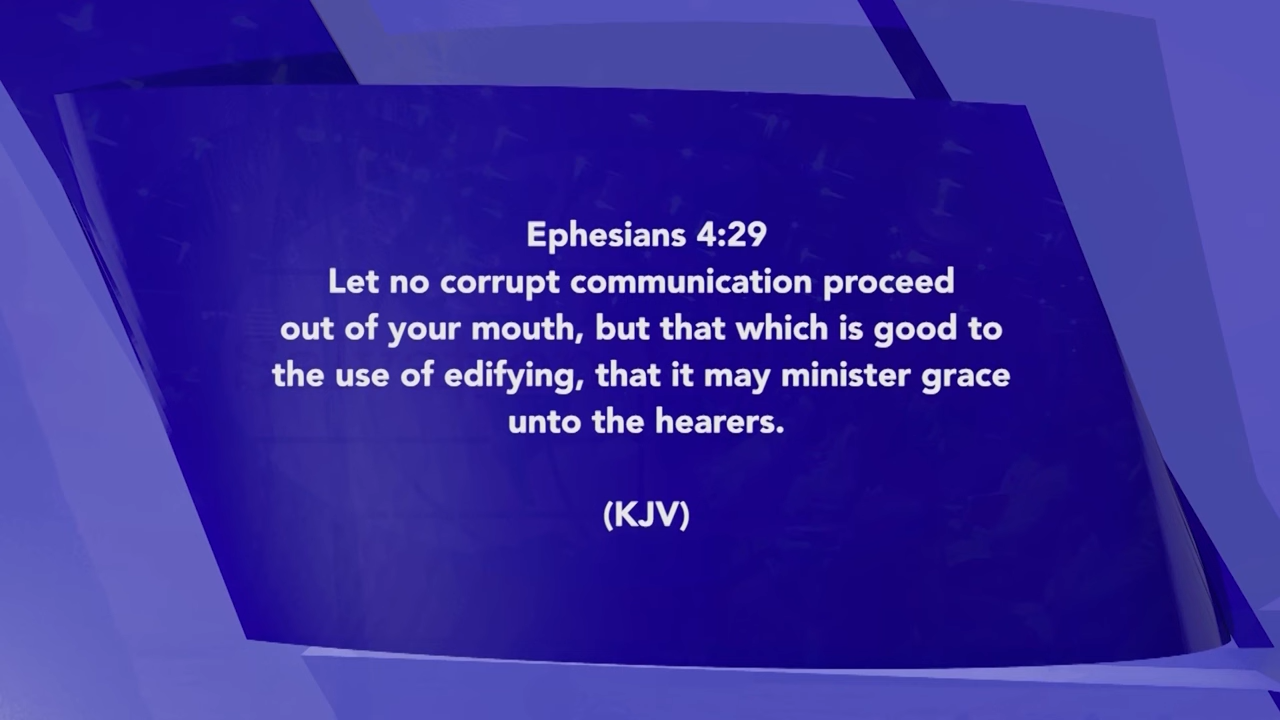 Ephesians 4:29
Let no corrupt communication proceed
out of your mouth, but that which is good to
the use of edifying, that it may minister grace
unto the hearers.
(KJV)